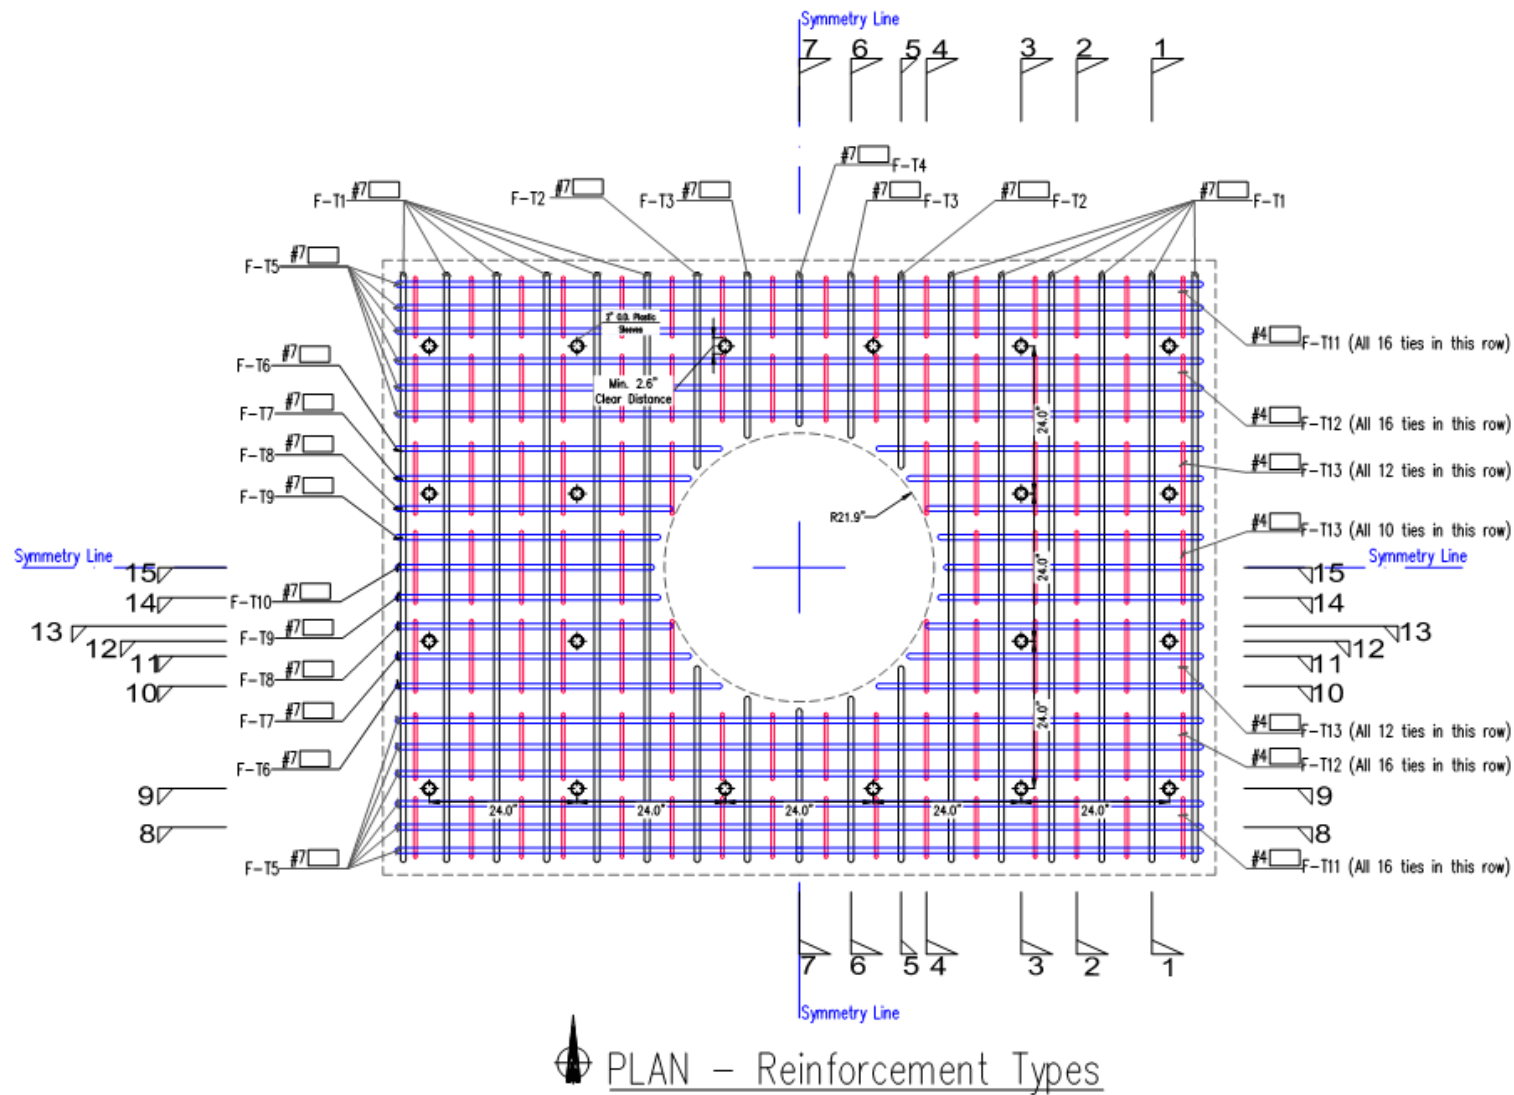 Symmetry Line
7 6 5 4 3 2 1
#7 F-T4
F-T1 #7
F-T2 #7
F-T3 #7
#7 F-T3
#7 F-T2
#7 F-T1
F-T5 #7
2" O.D. Plastic
Sleeves
#4 F-T11 (All 16 ties in this row)
F-T6 #7
Min. 2.6"
Clear Distance
F-T7 #7
24.0"
#4 F-T12 (All 16 ties in this row)
F-T8 #7
#4 F-T13 (All 12 ties in this row)
F-T9 #7
R21.9"
#4 F-T13 (All 10 ties in this row)
Symmetry Line
Symmetry Line
24.0"
15
15
F-T10 #7
14
14
13
F-T9 #7
13
12
12
11
11
F-T8 #7
10
10
F-T7 #7
24.0"
#4 F-T13 (All 12 ties in this row)
F-T6 #7
#4 F-T12 (All 16 ties in this row)
9
9
24.0" 24.0" 24.0" 24.0" 24.0"
8
8
F-T5 #7
#4 F-T11 (All 16 ties in this row)
7 6 5 4 3 2 1
Symmetry Line
PLAN - Reinforcement Types